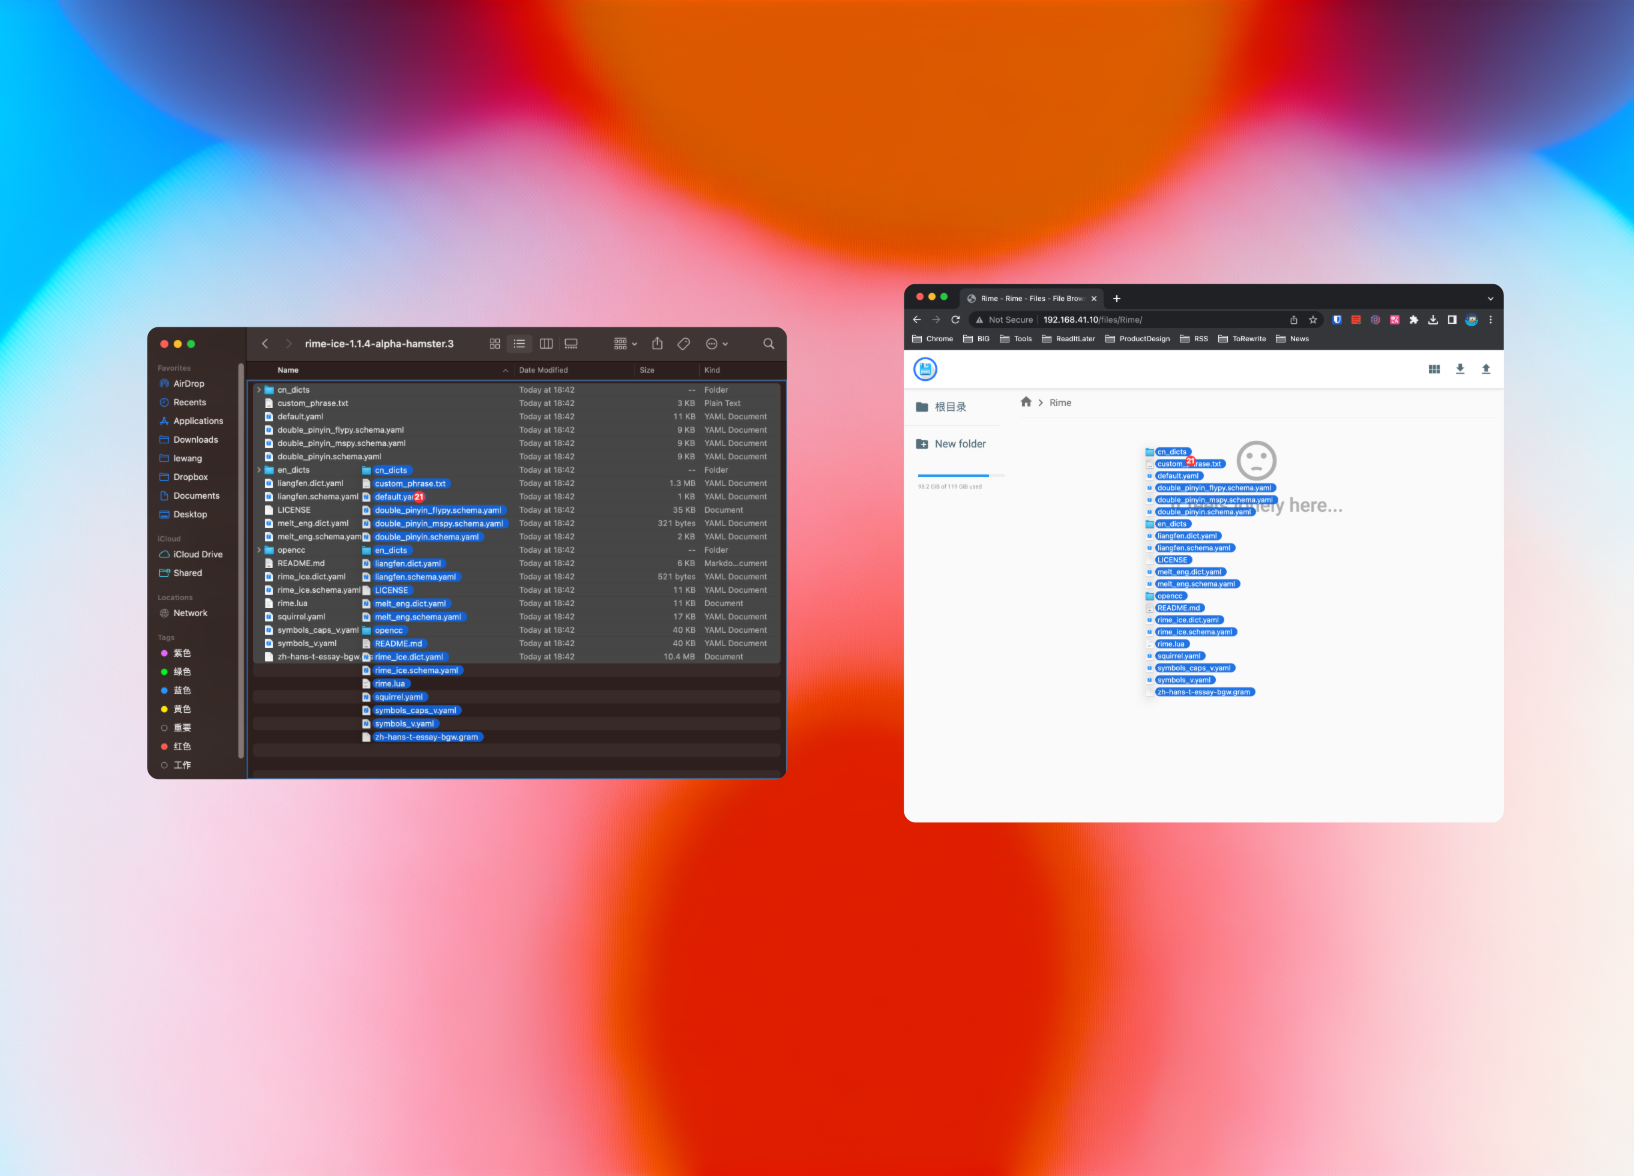 rime-ice-1.1.4-alpha-hamster.3
Favorites
AirDrop
Recents
Applications
Downloads
lewang
Dropbox
Documents
Desktop
iCloud
iCloud Drive
Shared
Locations
Network
Tags
紫色
绿色
蓝色
黄色
重要
红色
工作
Name Date Modified Size Kind
cn_dicts Today at 18:42 -- Folder
custom_phrase.txt Today at 18:42 3 KB Plain Text
default.yaml Today at 18:42 11 KB YAML Document
double_pinyin_flypy.schema.yaml Today at 18:42 9 KB YAML Document
double_pinyin_mspy.schema.yaml Today at 18:42 9 KB YAML Document
double_pinyin.schema.yaml Today at 18:42 9 KB YAML Document
en_dicts Today at 18:42 -- Folder
liangfen.dict.yaml Today at 18:42 1.3 MB YAML Document
liangfen.schema.yaml Today at 18:42 1 KB YAML Document
LICENSE Today at 18:42 35 KB Document
melt_eng.dict.yaml Today at 18:42 321 bytes YAML Document
melt_eng.schema.yam Today at 18:42 2 KB YAML Document
opencc Today at 18:42 -- Folder
README.md Today at 18:42 6 KB Markdo...cument
rime_ice.dict.yaml Today at 18:42 521 bytes YAML Document
rime_ice.schema.yaml Today at 18:42 11 KB YAML Document
rime.lua Today at 18:42 11 KB Document
squirrel.yaml Today at 18:42 17 KB YAML Document
symbols_caps_v.yaml Today at 18:42 40 KB YAML Document
symbols_v.yaml Today at 18:42 40 KB YAML Document
zh-hans-t-essay-bgw. Today at 18:42 10.4 MB Document
cn_dicts
custom_phrase.txt
default.ya 21
double_pinyin_flypy.schema.yaml
double_pinyin_mspy.schema.yaml
double_pinyin.schema.yaml
en_dicts
liangfen.dict.yaml
liangfen.schema.yaml
LICENSE
melt_eng.dict.yaml
melt_eng.schema.yaml
opencc
README.md
rime_ice.dict.yaml
rime_ice.schema.yaml
rime.lua
squirrel.yaml
symbols_caps_v.yaml
symbols_v.yaml
zh-hans-t-essay-bgw.gram
Rime - Rime - Files - File Brow
Not Secure 192.168.41.10/files/Rime/
Chrome BIG Tools ReadItLater ProductDesign RSS ToRewrite News
根目录
New folder
98.2 GiB of 119 GiB used
Rime
cn_dicts
custom_ 21 rase.txt
default.yaml
double_pinyin_flypy.schema.yaml
double_pinyin_mspy.schema.yaml
double_pinyin.schema.yaml
ely here...
en_dicts
liangfen.dict.yaml
liangfen.schema.yaml
LICENSE
melt_eng.dict.yaml
melt_eng.schema.yaml
opencc
README.md
rime_ice.dict.yaml
rime_ice.schema.yaml
rime.lua
squirrel.yaml
symbols_caps_v.yaml
symbols_v.yaml
zh-hans-t-essay-bgw.gram